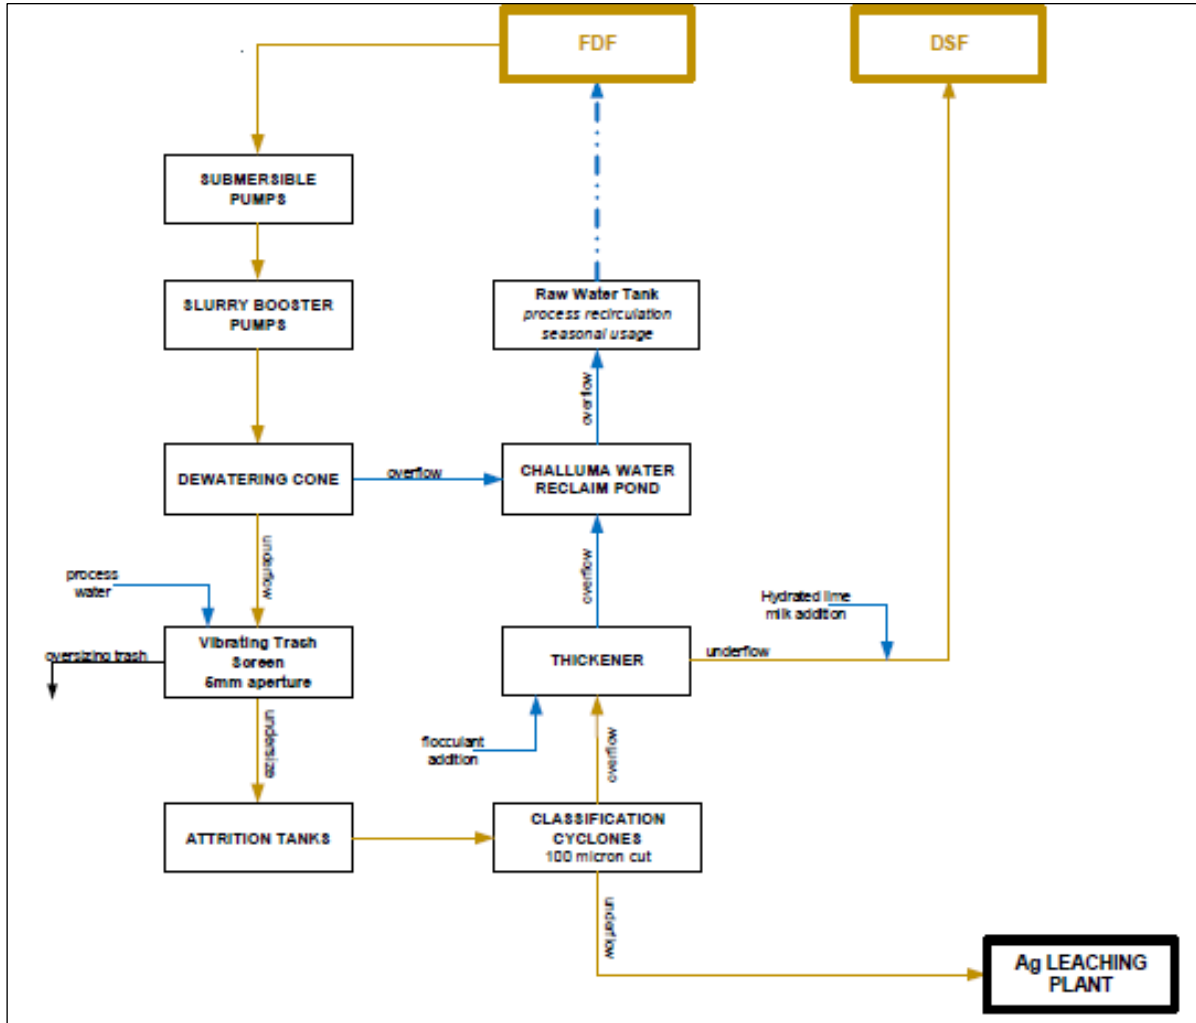 FDF
DSF
SUBMERSIBLE
PUMPS
SLURRY BOOSTER
PUMPS
Raw Water Tank
process recirculation
seasonal usage
overflow
DEWATERING CONE
overflow
CHALLUMA WATER
RECLAIM POND
underflow
process
water
overflow
Hydrated lime
milk addition
oversizing trash
Vibrating Trash
Screen
5mm aperture
THICKENER
underflow
undersize
flocculant
addition
overflow
ATTRITION TANKS
CLASSIFICATION
CYCLONES
100 micron cut
underflow
Ag LEACHING
PLANT